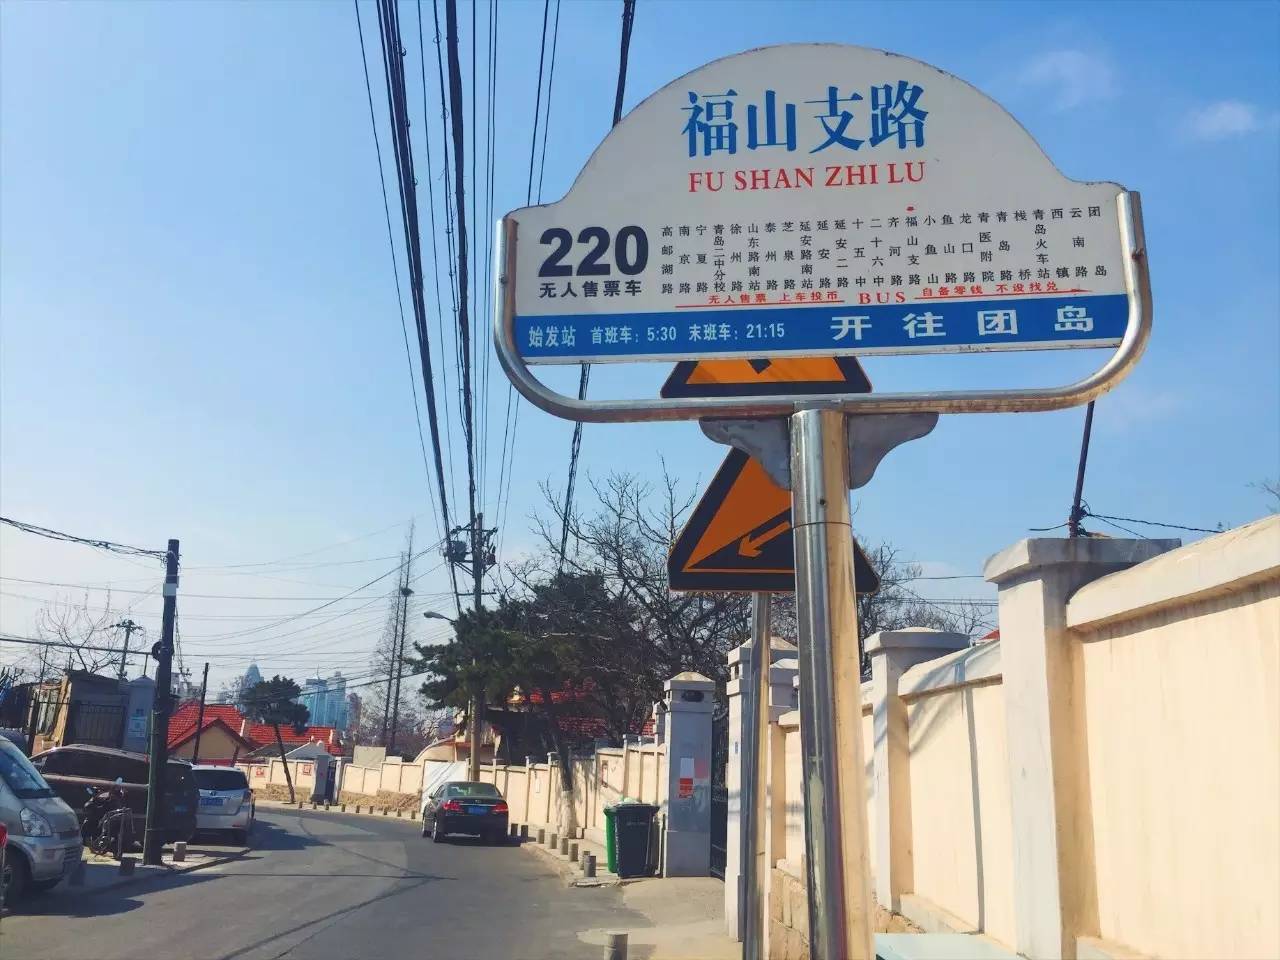 福山支路
FU SHAN ZHI LU
220
无人售票车
高邮湖路
南京路
宁夏路
青岛二中分校
徐州路
山东路南站
泰州路
芝泉路
延安路南站
延安路
延安二路
十五中
二十六中
齐河路
福山支路
小鱼山
鱼山路
龙口路
青医附院
青岛路
栈桥
青岛火车站
西镇
云南路
团岛
无人售票 上车投币 BUS 自备零钱 不设找兑
始发站 首班车：5:30 末班车：21:15 开往团岛